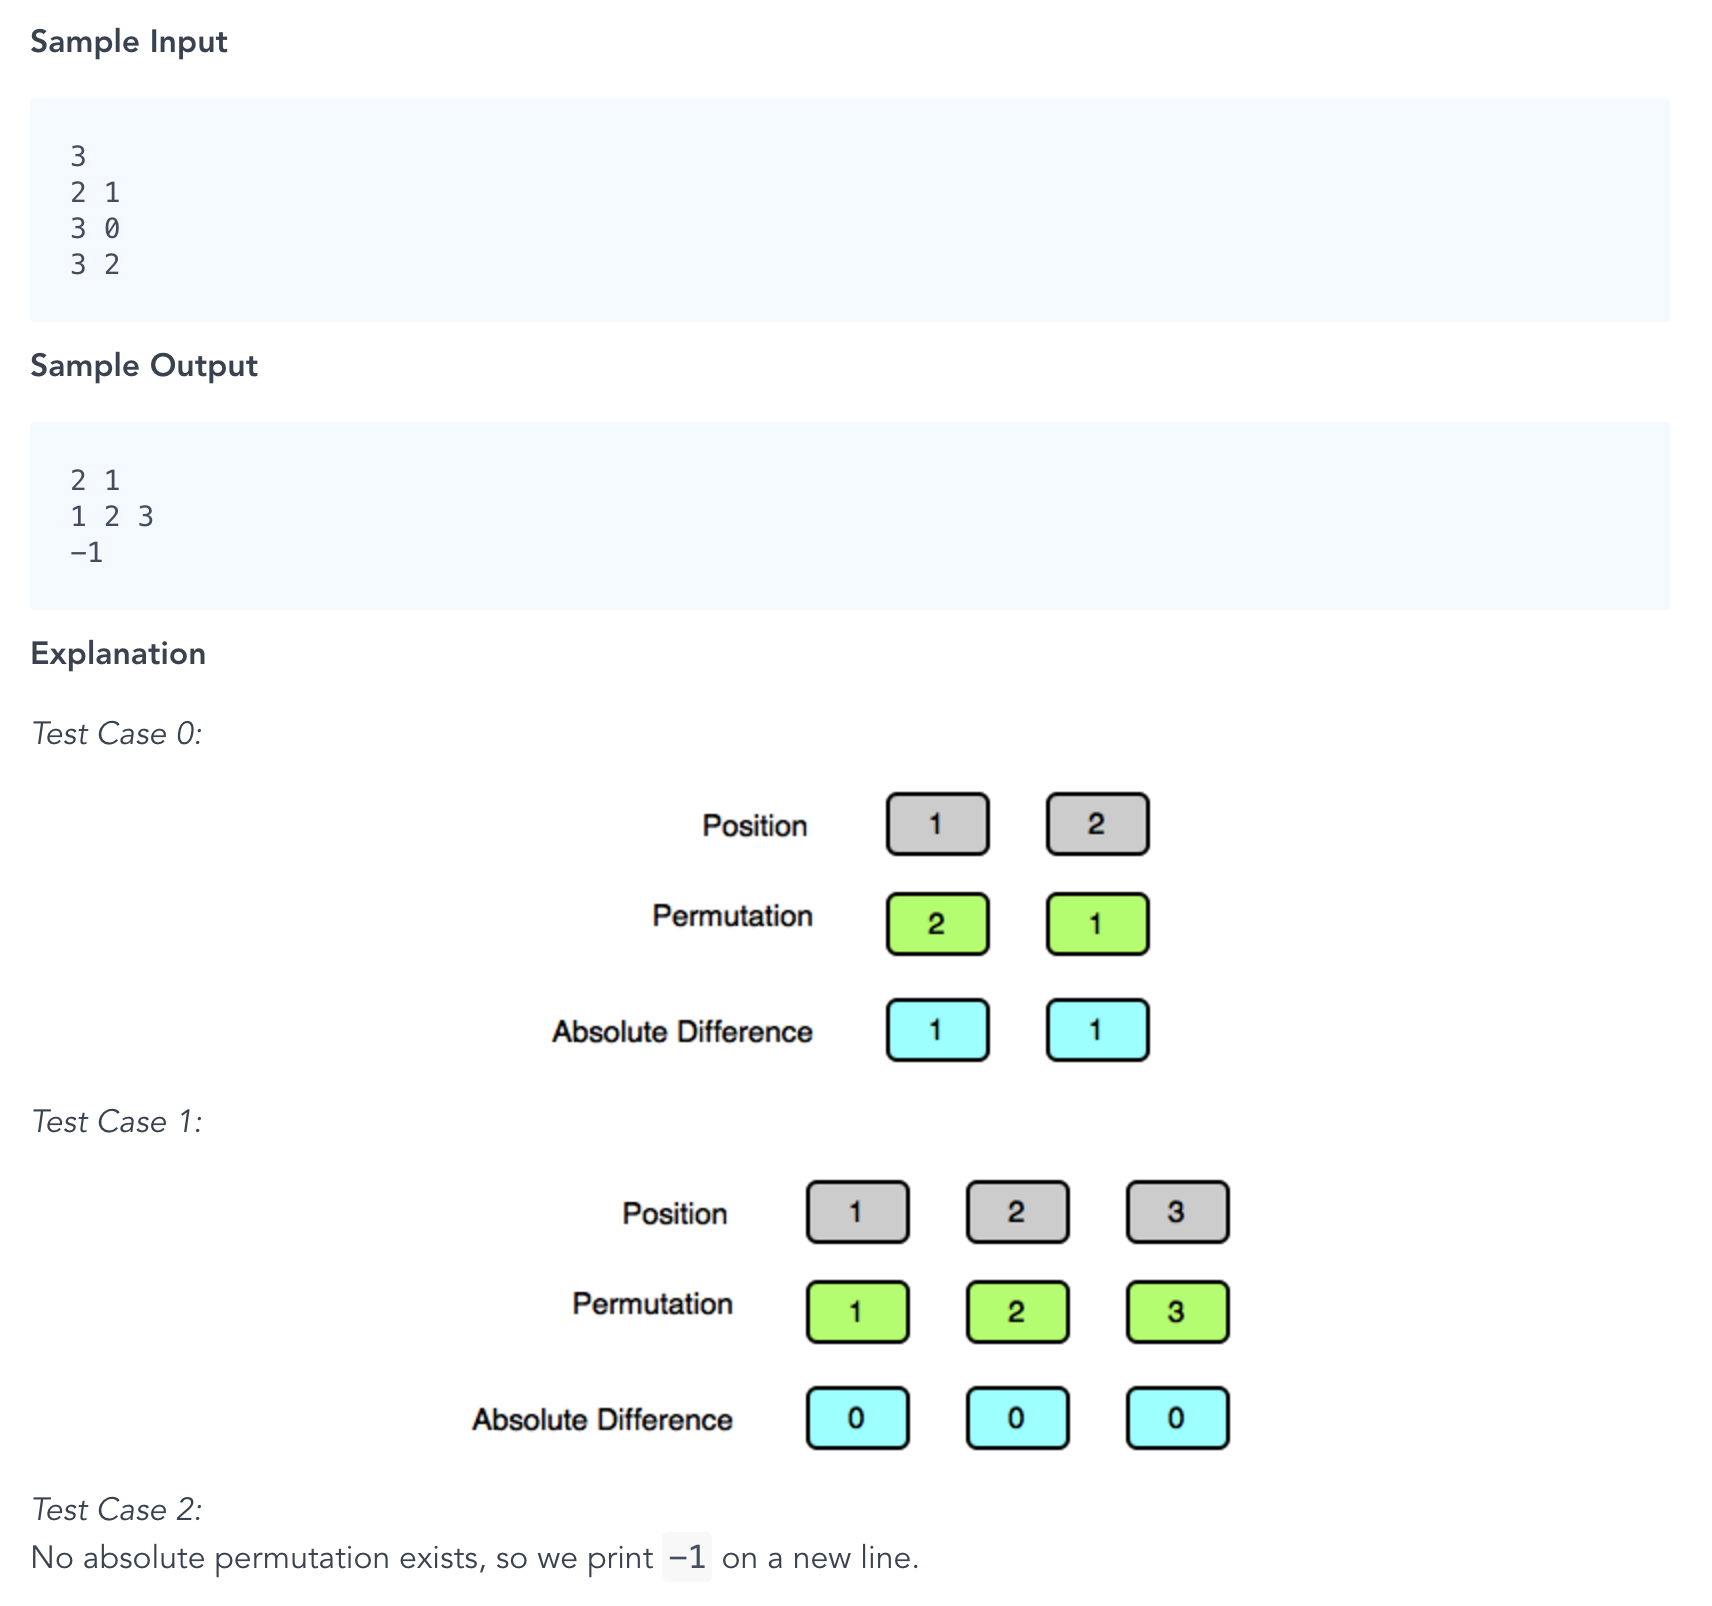 Sample Input
3
2 1
3 0
3 2
Sample Output
2 1
1 2 3
−1
Explanation
Test Case 0:
Position 1 2
Permutation 2 1
Absolute Difference 1 1
Test Case 1:
Position 1 2 3
Permutation 1 2 3
Absolute Difference 0 0 0
Test Case 2:
No absolute permutation exists, so we print −1 on a new line.